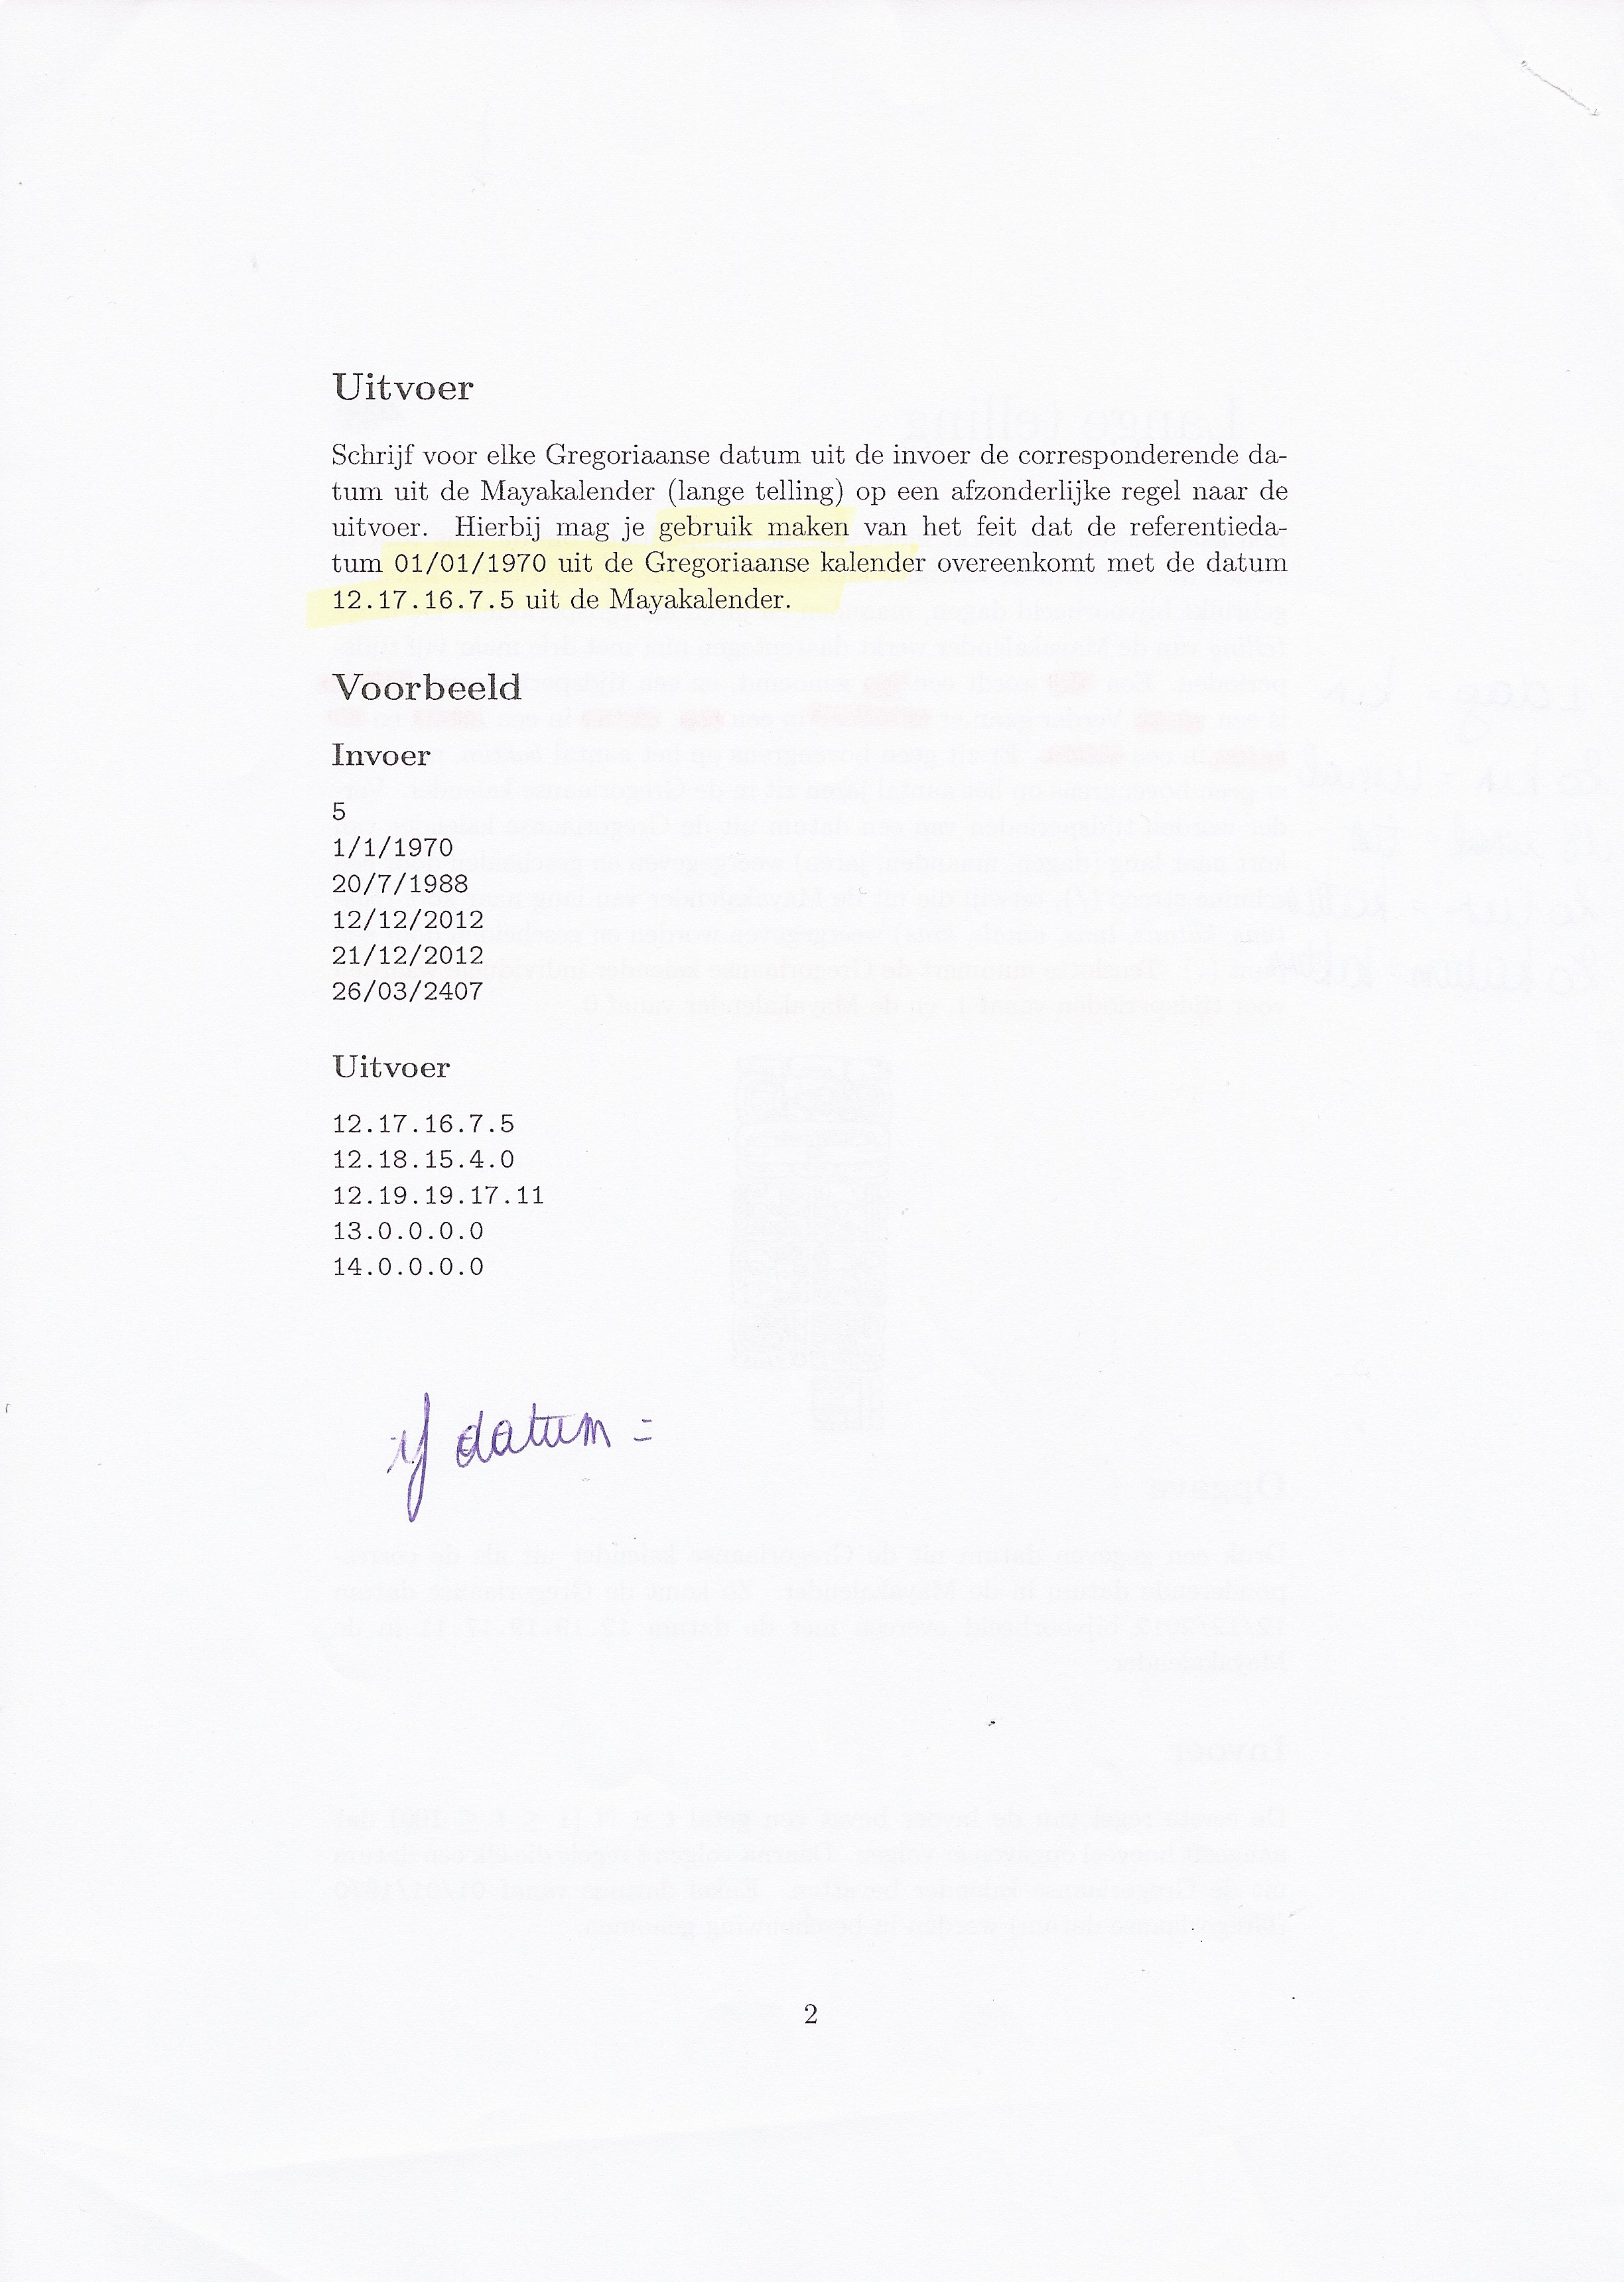 Uitvoer
Schrijf voor elke Gregoriaanse datum uit de invoer de corresponderende da-
tum uit de Mayakalender (lange telling) op een afzonderlijke regel naar de
uitvoer. Hierbij mag je gebruik maken van het feit dat de referentieda-
tum 01/01/1970 uit de Gregoriaanse kalender overeenkomt met de datum
12.17.16.7.5 uit de Mayakalender.
Voorbeeld
Invoer
5
1/1/1970
20/7/1988
12/12/2012
21/12/2012
26/03/2407
Uitvoer
12.17.16.7.5
12.18.15.4.0
12.19.19.17.11
13.0.0.0.0
14.0.0.0.0
if datum =
2